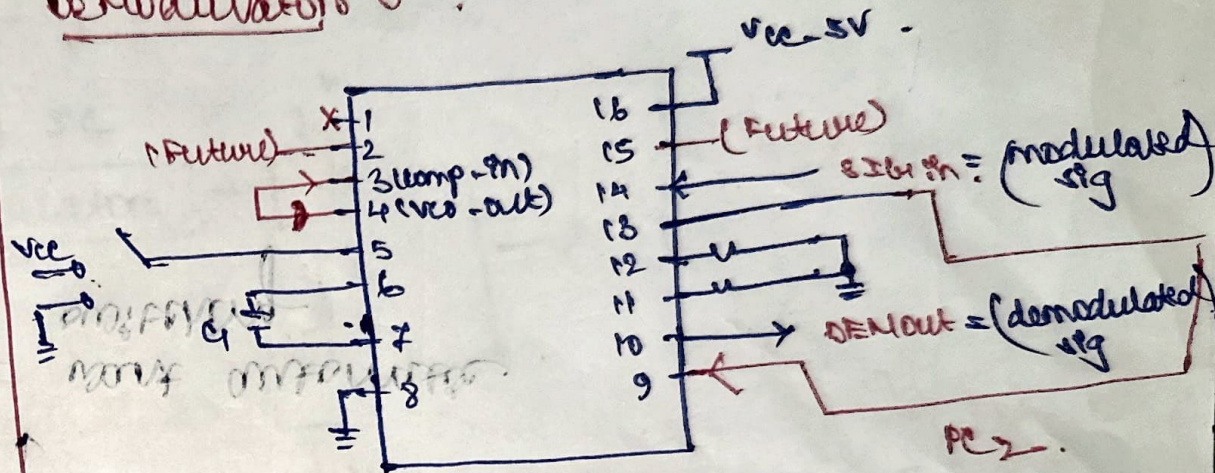 Demodulator
Vcc-5V.
x 1
(Future) 2
3 (comp-in)
4 (VCO-out)
Vcc 5
6
C1 7
8
16
15 (Future)
14 SIG in = (modulated sig)
13
12
11
10 DEMout = (demodulated sig)
9
PC2.